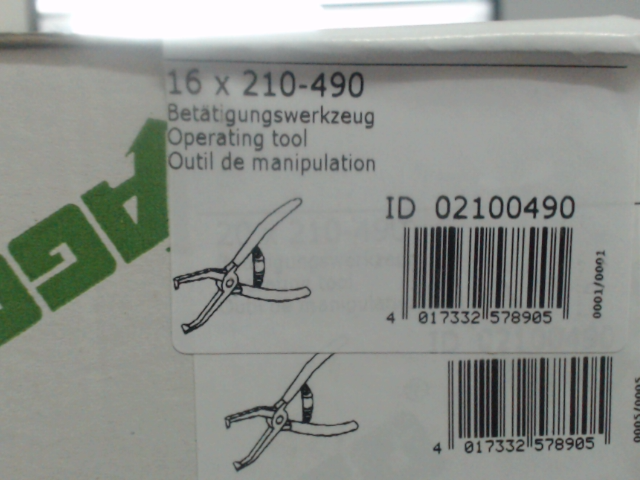 16 x 210-490
Betätigungswerkzeug
Operating tool
Outil de manipulation
ID 02100490
4 017332 578905
0001/0001
4 017332 578905